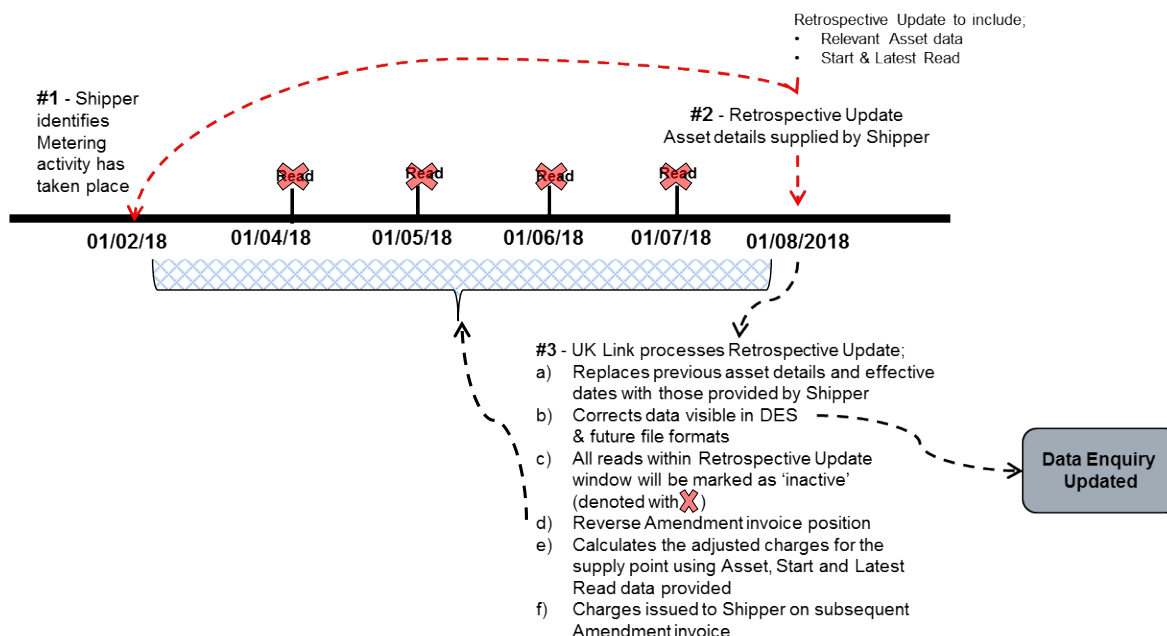 Retrospective Update to include;
• Relevant Asset data
• Start & Latest Read
#1 - Shipper
identifies
Metering
activity has
taken place
#2 - Retrospective Update
Asset details supplied by Shipper
Read
Read
Read
Read
01/02/18
01/04/18
01/05/18
01/06/18
01/07/18
01/08/2018
#3 - UK Link processes Retrospective Update;
a) Replaces previous asset details and effective
dates with those provided by Shipper
b) Corrects data visible in DES
& future file formats
c) All reads within Retrospective Update
window will be marked as ‘inactive’
(denoted with )
d) Reverse Amendment invoice position
e) Calculates the adjusted charges for the
supply point using Asset, Start and Latest
Read data provided
f) Charges issued to Shipper on subsequent
Amendment invoice
Data Enquiry
Updated